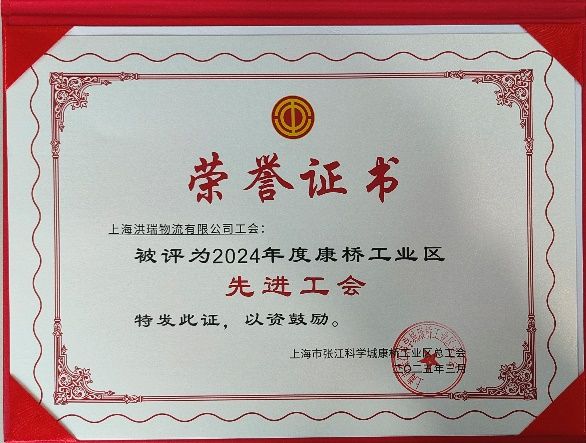 荣誉证书
上海洪瑞物流有限公司工会：
被评为2024年度康桥工业区
先进工会
特发此证，以资鼓励。
上海市张江科学城康桥工业区总工会
二〇二五年三月